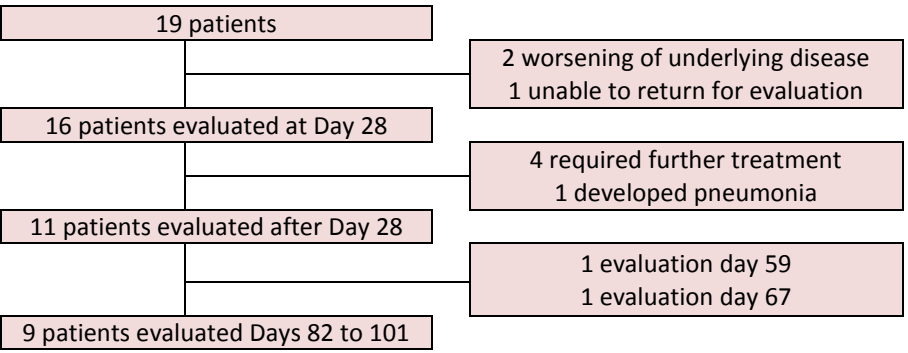 19 patients
2 worsening of underlying disease
1 unable to return for evaluation
16 patients evaluated at Day 28
4 required further treatment
1 developed pneumonia
11 patients evaluated after Day 28
1 evaluation day 59
1 evaluation day 67
9 patients evaluated Days 82 to 101